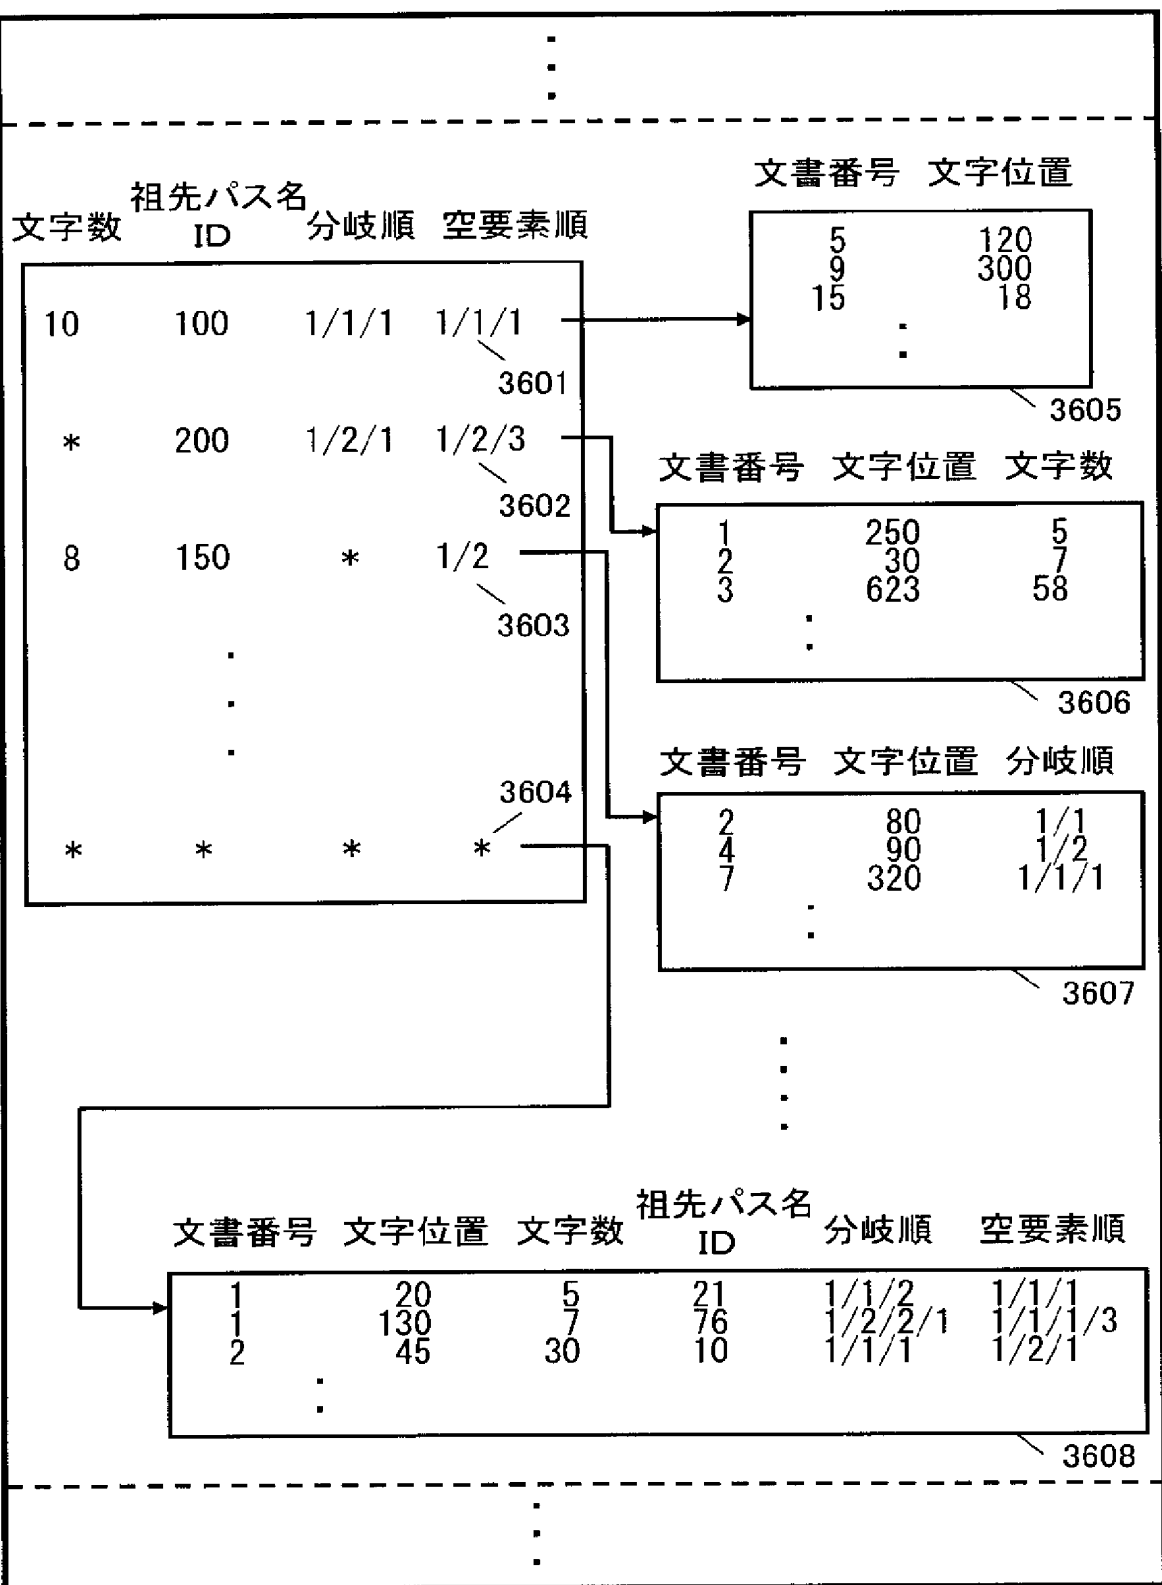 文字数 祖先パス名ID 分岐順 空要素順
10 100 1/1/1 1/1/1
3601
* 200 1/2/1 1/2/3
3602
8 150 * 1/2
3603
3604
* * * *
文書番号 文字位置
5 120
9 300
15 18
3605
文書番号 文字位置 文字数
1 250 5
2 30 7
3 623 58
3606
文書番号 文字位置 分岐順
2 80 1/1
4 90 1/2
7 320 1/1/1
3607
文書番号 文字位置 文字数 祖先パス名ID 分岐順 空要素順
1 20 5 21 1/1/2 1/1/1
1 130 7 76 1/2/2/1 1/1/1/3
2 45 30 10 1/1/1 1/2/1
3608